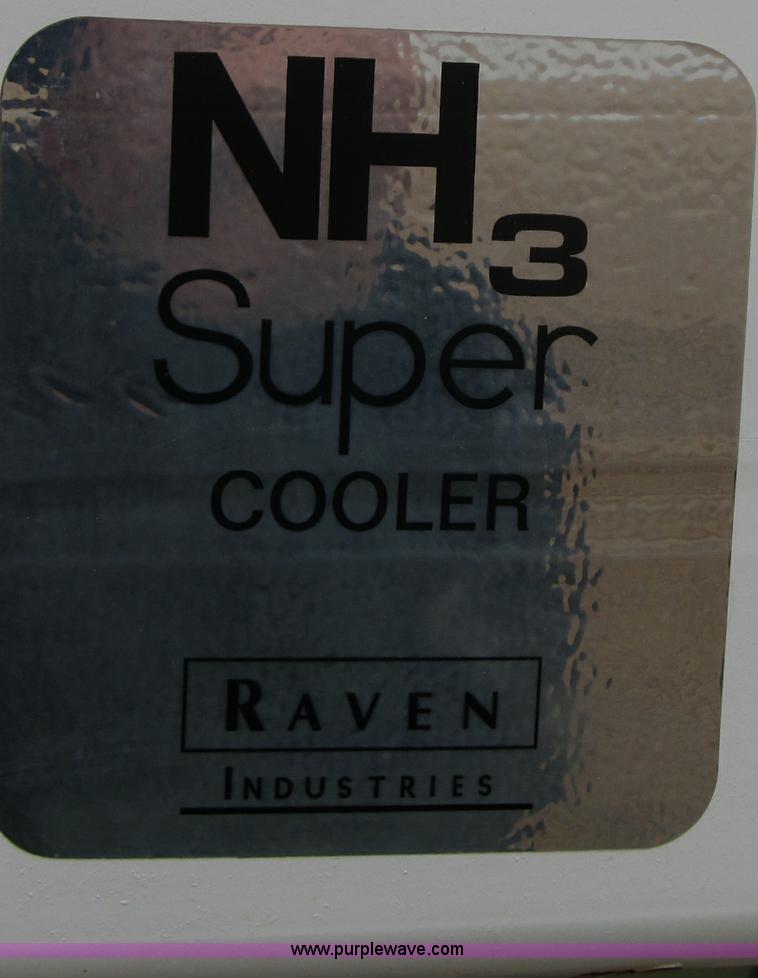 NH3
Super
COOLER
RAVEN
INDUSTRIES
www.purplewave.com